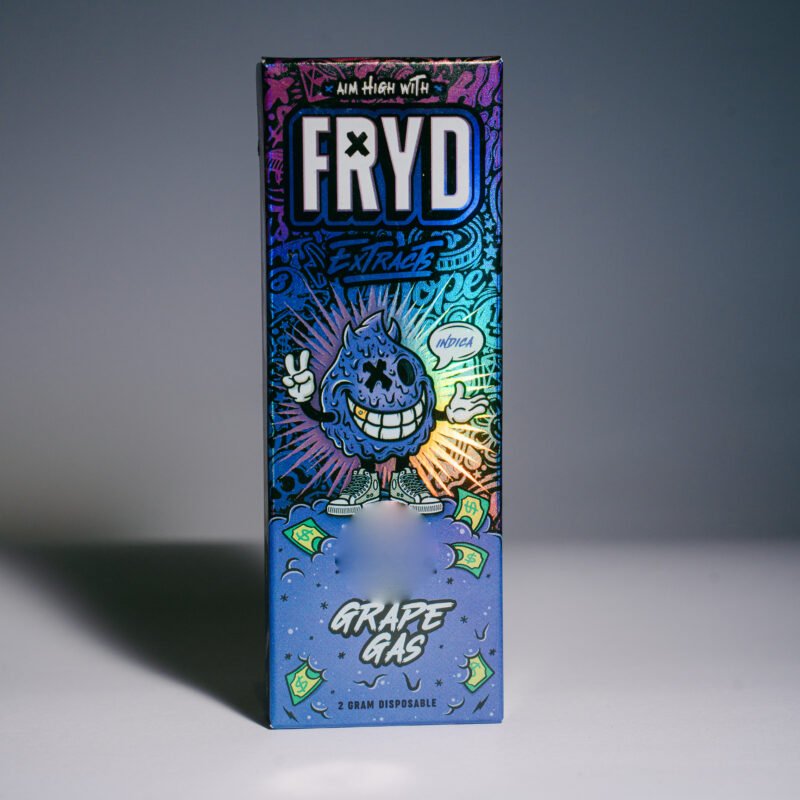 AIM HIGH WITH
FRYD
EXTRACTS
INDICA
GRAPE
GAS
2 GRAM DISPOSABLE